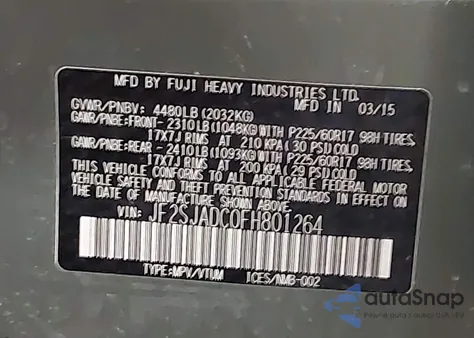 MFD BY FUJI HEAVY INDUSTRIES LTD.
GVWR/PNBV: 4480LB(2032KG) IN 03/15
GAWR/PNBE:FRONT- 2310LB(1048KG)WITH P225/60R17 98H TIRES,
17X7J RIMS AT 210 KPA(30 PSI)COLD
GAWR/PNBE:REAR - 2410LB(1093KG)WITH P225/60R17 98H TIRES,
17X7J RIMS AT 200 KPA(29 PSI)COLD
THIS VEHICLE CONFORMS TO ALL APPLICABLE FEDERAL MOTOR
VEHICLE SAFETY AND THEFT PREVENTION STANDARDS IN EFFECT ON
THE DATE OF MANUFACTURE SHOWN ABOVE.
VIN: JF2SJADC0FH801264
TYPE:MPV/VTUM ICES/NMB-002
autoSnap